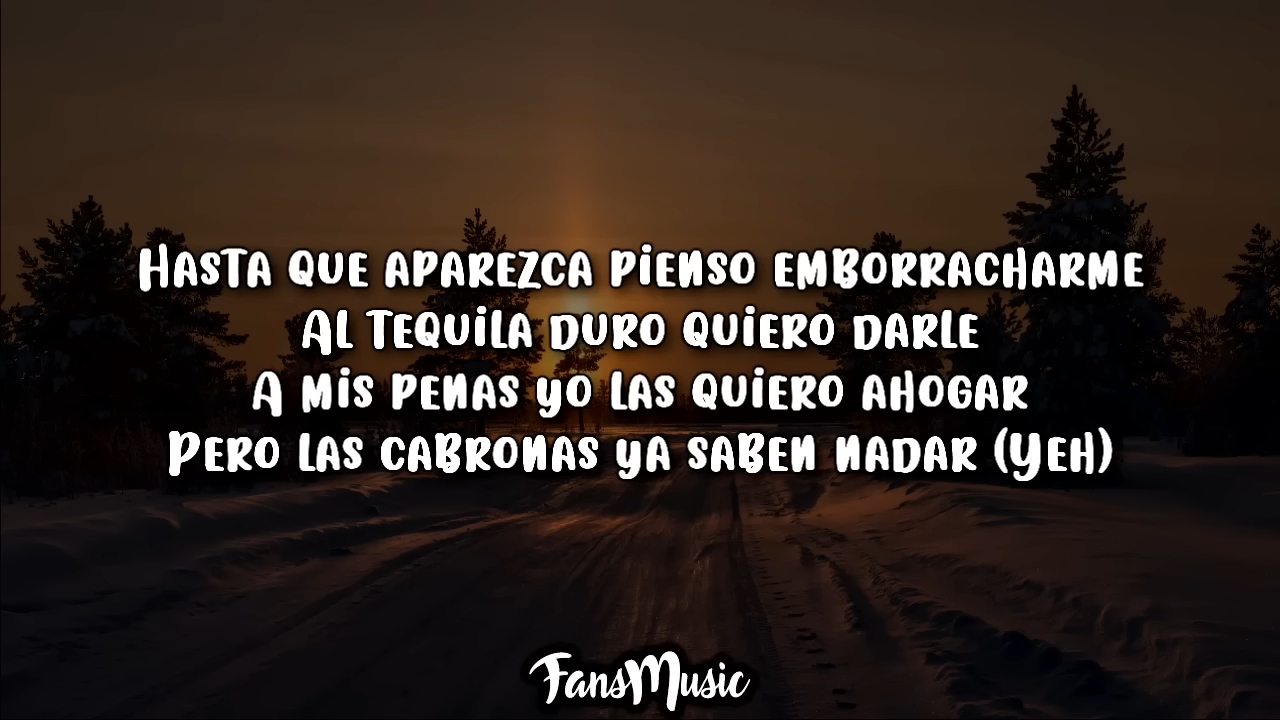 Hasta que aparezca pienso emborracharme
Al tequila duro quiero darle
A mis penas yo las quiero ahogar
Pero las cabronas ya saben nadar (Yeh)
FansMusic